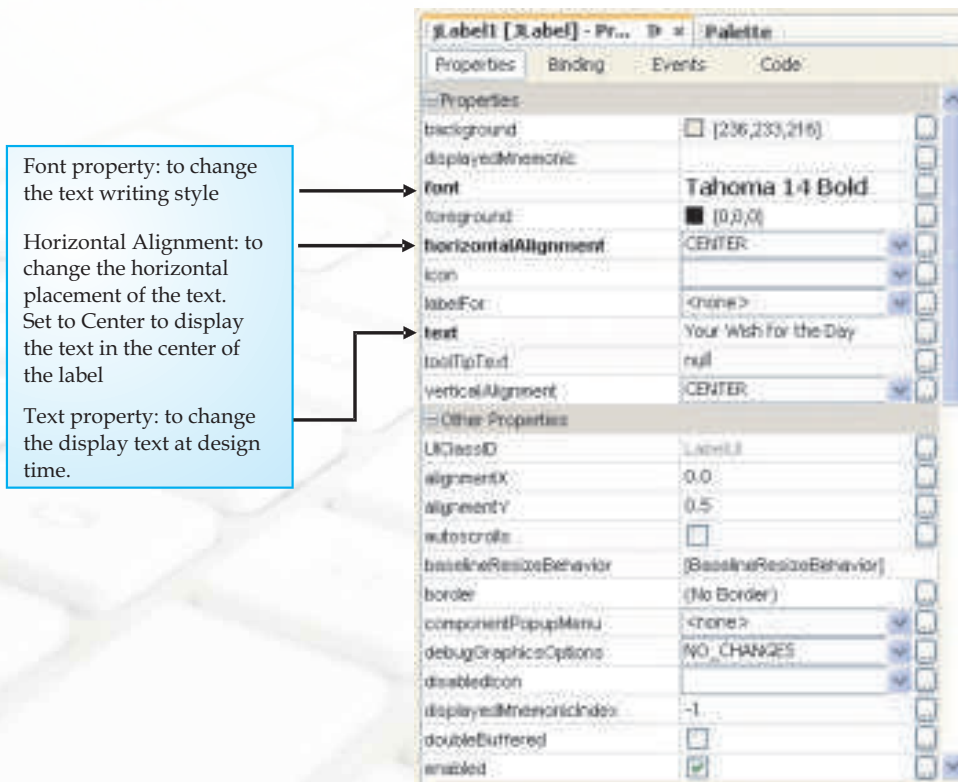 Font property: to change
the text writing style
Horizontal Alignment: to
change the horizontal
placement of the text.
Set to Center to display
the text in the center of
the label
Text property: to change
the display text at design
time.
jLabel1 [JLabel] - Pr... Palette
Properties Binding Events Code
Properties
background [236,233,216]
displayedMnemonic
font Tahoma 14 Bold
foreground [0,0,0]
horizontalAlignment CENTER
icon
labelFor <none>
text Your Wish for the Day
toolTipText null
verticalAlignment CENTER
Other Properties
UIClassID LabelUI
alignmentX 0.0
alignmentY 0.5
autoscrolls
baselineResizeBehavior [BaselineResizeBehavior]
border (No Border)
componentPopupMenu <none>
debugGraphicsOptions NO_CHANGES
disabledIcon
displayedMnemonicIndex -1
doubleBuffered
enabled